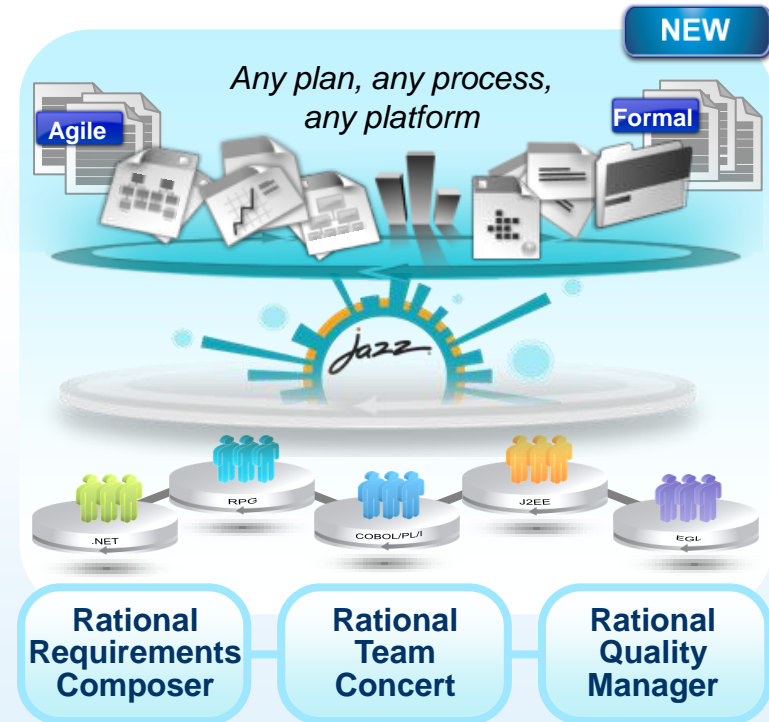 NEW
Any plan, any process,
any platform
Agile
Formal
jazz
RPG
J2EE
.NET
COBOL/PL/I
EGL
Rational
Requirements
Composer
Rational
Team
Concert
Rational
Quality
Manager